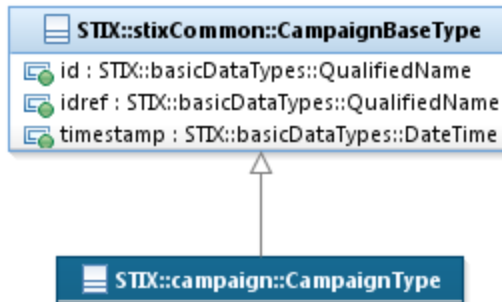 STIX::stixCommon::CampaignBaseType
id : STIX::basicDataTypes::QualifiedName
idref : STIX::basicDataTypes::QualifiedName
timestamp : STIX::basicDataTypes::DateTime
STIX::campaign::CampaignType